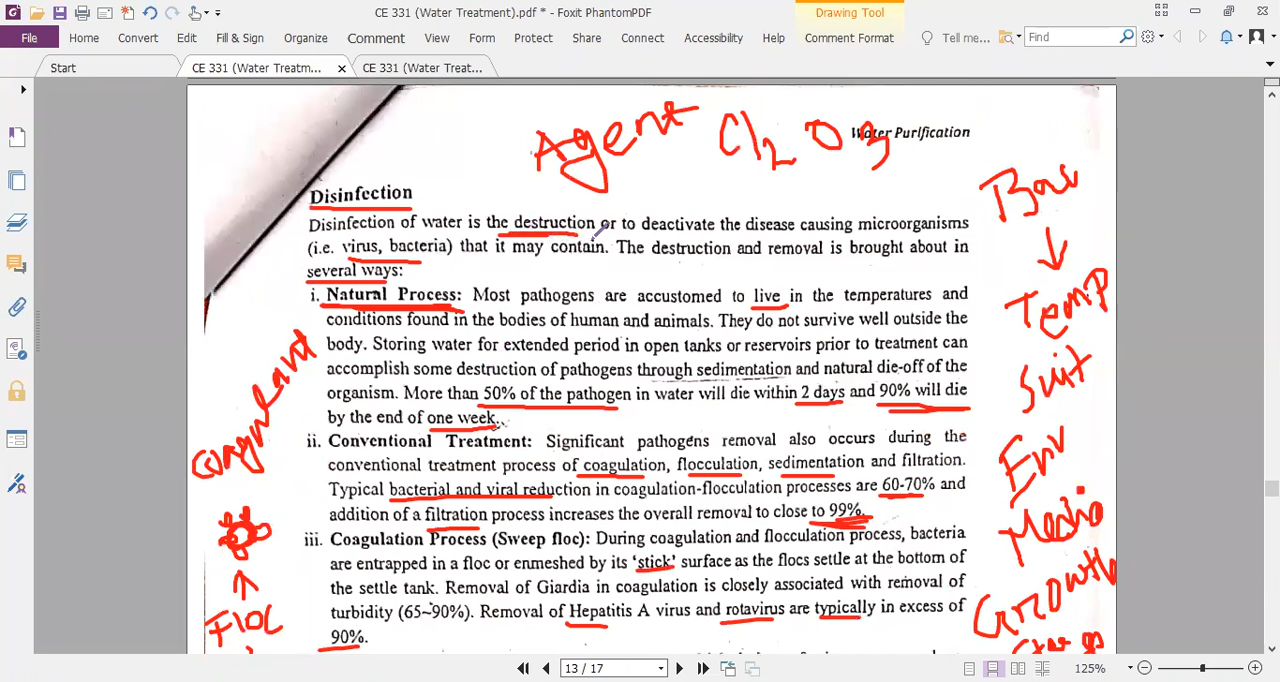 CE 331 (Water Treatment).pdf * - Foxit PhantomPDF
Drawing Tool
File Home Convert Edit Fill & Sign Organize Comment View Form Protect Share Connect Accessibility Help Comment Format Tell me... Find
Start CE 331 (Water Treatm... CE 331 (Water Treat...
Agent Cl2 O3
Water Purification
Disinfection
Disinfection of water is the destruction or to deactivate the disease causing microorganisms
(i.e. virus, bacteria) that it may contain. The destruction and removal is brought about in
several ways:
i. Natural Process: Most pathogens are accustomed to live in the temperatures and
conditions found in the bodies of human and animals. They do not survive well outside the
body. Storing water for extended period in open tanks or reservoirs prior to treatment can
accomplish some destruction of pathogens through sedimentation and natural die-off of the
organism. More than 50% of the pathogen in water will die within 2 days and 90% will die
by the end of one week.
ii. Conventional Treatment: Significant pathogens removal also occurs during the
conventional treatment process of coagulation, flocculation, sedimentation and filtration.
Typical bacterial and viral reduction in coagulation-flocculation processes are 60-70% and
addition of a filtration process increases the overall removal to close to 99%.
iii. Coagulation Process (Sweep floc): During coagulation and flocculation process, bacteria
are entrapped in a floc or enmeshed by its 'stick' surface as the flocs settle at the bottom of
the settle tank. Removal of Giardia in coagulation is closely associated with removal of
turbidity (65-90%). Removal of Hepatitis A virus and rotavirus are typically in excess of
90%.
Floc
Bac
Temp
Suit
Env
Media
Growth
13 / 17
125%